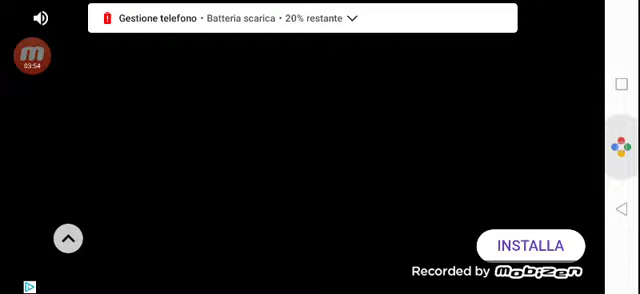 Gestione telefono • Batteria scarica • 20% restante
m
03:54
INSTALLA
Recorded by mobizen